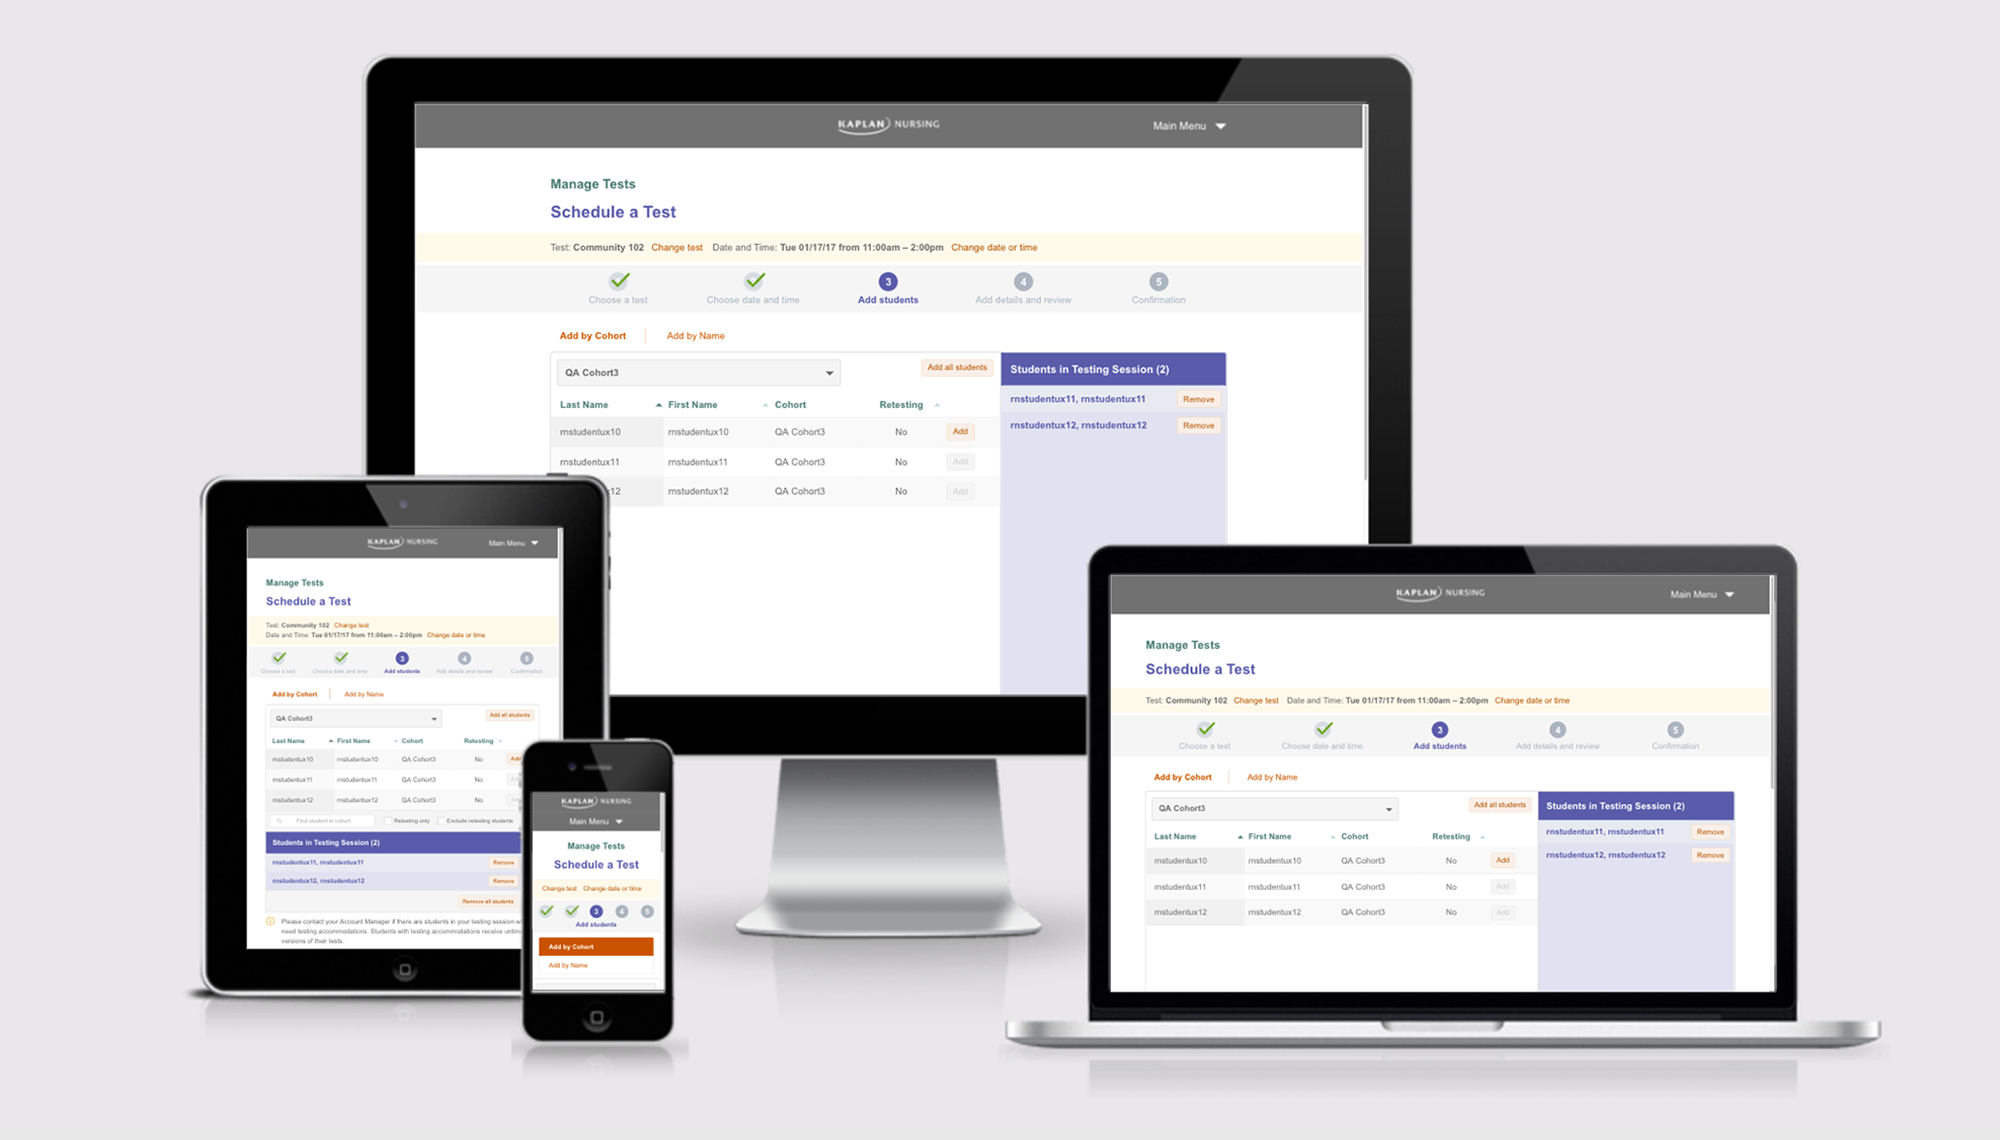 KAPLAN NURSING
Main Menu
Manage Tests
Schedule a Test
Test: Community 102 Change test Date and Time: Tue 01/17/17 from 11:00am – 2:00pm Change date or time
3 4 5
Choose a test Choose date and time Add students Add details and review Confirmation
Add by Cohort Add by Name
QA Cohort3 Add all students
Last Name First Name Cohort Retesting
rnstudentux10 rnstudentux10 QA Cohort3 No Add
rnstudentux11 rnstudentux11 QA Cohort3 No Add
12 rnstudentux12 QA Cohort3 No Add
Students in Testing Session (2)
rnstudentux11, rnstudentux11 Remove
rnstudentux12, rnstudentux12 Remove
KAPLAN NURSING
Main Menu
Manage Tests
Schedule a Test
Test: Community 102 Change test
Date and Time: Tue 01/17/17 from 11:00am – 2:00pm Change date or time
3 4 5
Choose a test Choose date and time Add students Add details and review Confirmation
Add by Cohort Add by Name
QA Cohort3 Add all students
Last Name First Name Cohort Retesting
rnstudentux10 rnstudentux10 QA Cohort3 No Add
rnstudentux11 rnstudentux11 QA Cohort3 No
rnstudentux12 rnstudentux12 QA Cohort3 No
Find student in cohort Retesting only Exclude retesting students
Students in Testing Session (2)
rnstudentux11, rnstudentux11 Remove
rnstudentux12, rnstudentux12 Remove
Remove all students
Please contact your Account Manager if there are students in your testing session
need testing accommodations. Students with testing accommodations receive
versions of their tests.
KAPLAN NURSING
Main Menu
Manage Tests
Schedule a Test
Change test Change date or time
3 4 5
Add students
Add by Cohort
Add by Name
KAPLAN NURSING
Main Menu
Manage Tests
Schedule a Test
Test: Community 102 Change test Date and Time: Tue 01/17/17 from 11:00am – 2:00pm Change date or time
3 4 5
Choose a test Choose date and time Add students Add details and review Confirmation
Add by Cohort Add by Name
QA Cohort3 Add all students
Last Name First Name Cohort Retesting
rnstudentux10 rnstudentux10 QA Cohort3 No Add
rnstudentux11 rnstudentux11 QA Cohort3 No Add
rnstudentux12 rnstudentux12 QA Cohort3 No Add
Students in Testing Session (2)
rnstudentux11, rnstudentux11 Remove
rnstudentux12, rnstudentux12 Remove